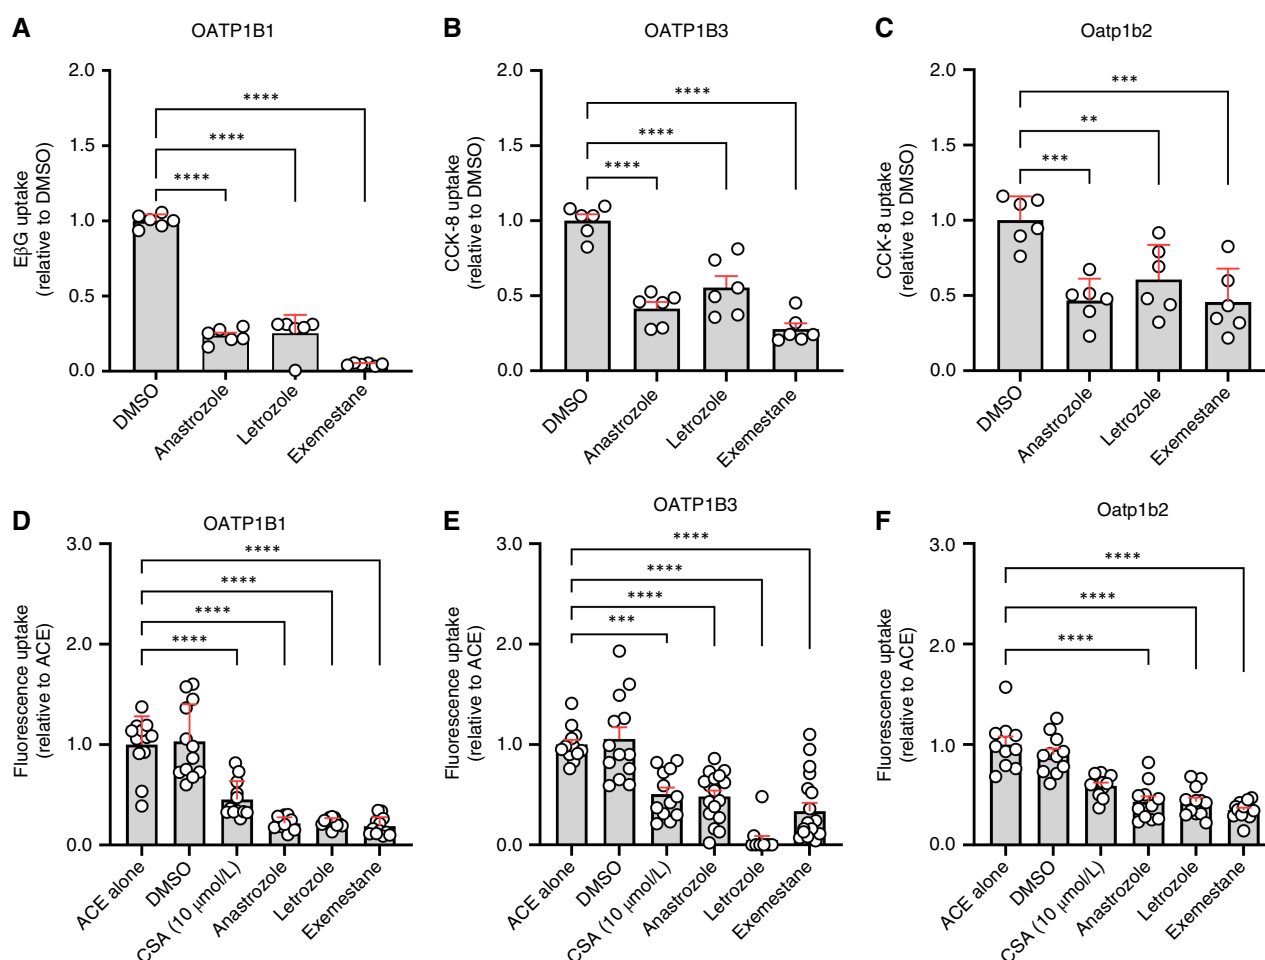 A
OATP1B1
EβG uptake
(relative to DMSO)
2.0
1.5
1.0
0.5
0.0
****
****
****
DMSO
Anastrozole
Letrozole
Exemestane
B
OATP1B3
CCK-8 uptake
(relative to DMSO)
2.0
1.5
1.0
0.5
0.0
****
****
****
DMSO
Anastrozole
Letrozole
Exemestane
C
Oatp1b2
CCK-8 uptake
(relative to DMSO)
2.0
1.5
1.0
0.5
0.0
***
**
***
DMSO
Anastrozole
Letrozole
Exemestane
D
OATP1B1
Fluorescence uptake
(relative to ACE)
3.0
2.0
1.0
0.0
****
****
****
****
ACE alone
DMSO
CSA (10 μmol/L)
Anastrozole
Letrozole
Exemestane
E
OATP1B3
Fluorescence uptake
(relative to ACE)
3.0
2.0
1.0
0.0
****
****
****
***
ACE alone
DMSO
CSA (10 μmol/L)
Anastrozole
Letrozole
Exemestane
F
Oatp1b2
Fluorescence uptake
(relative to ACE)
3.0
2.0
1.0
0.0
****
****
****
ACE alone
DMSO
CSA (10 μmol/L)
Anastrozole
Letrozole
Exemestane